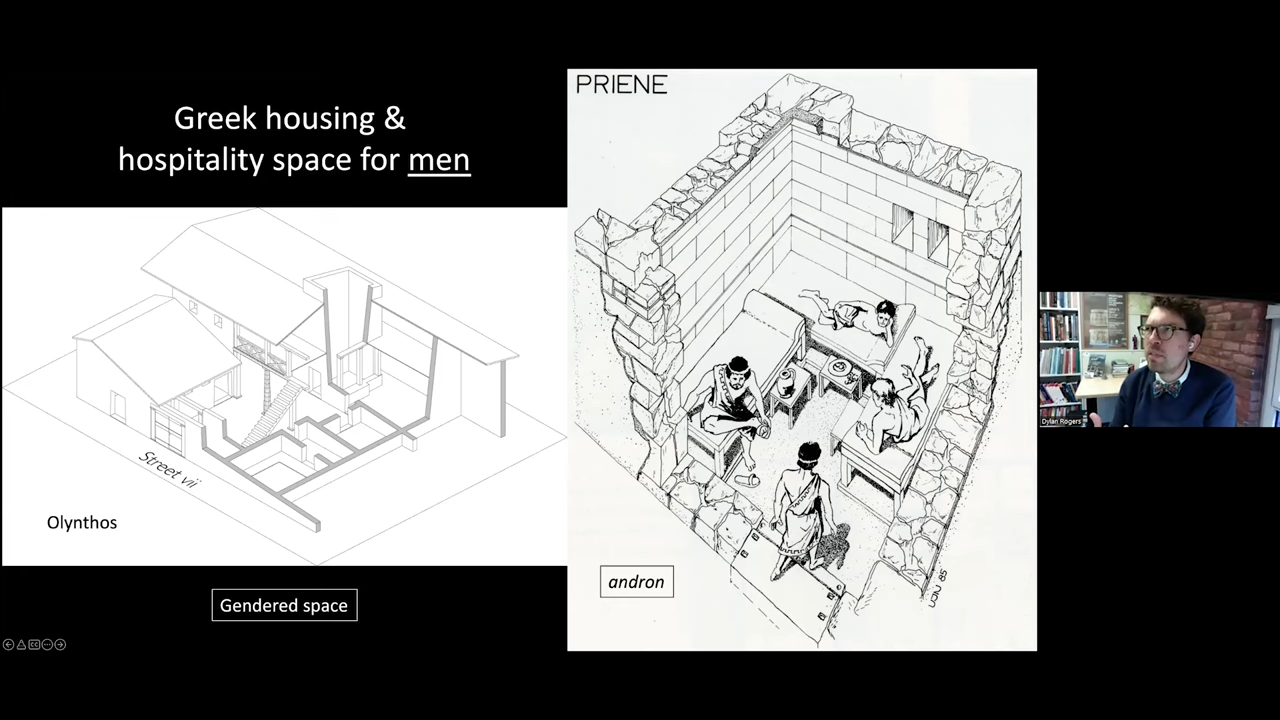 Greek housing &
hospitality space for men
PRIENE
Street vii
Olynthos
andron
Gendered space
Dylan Rogers